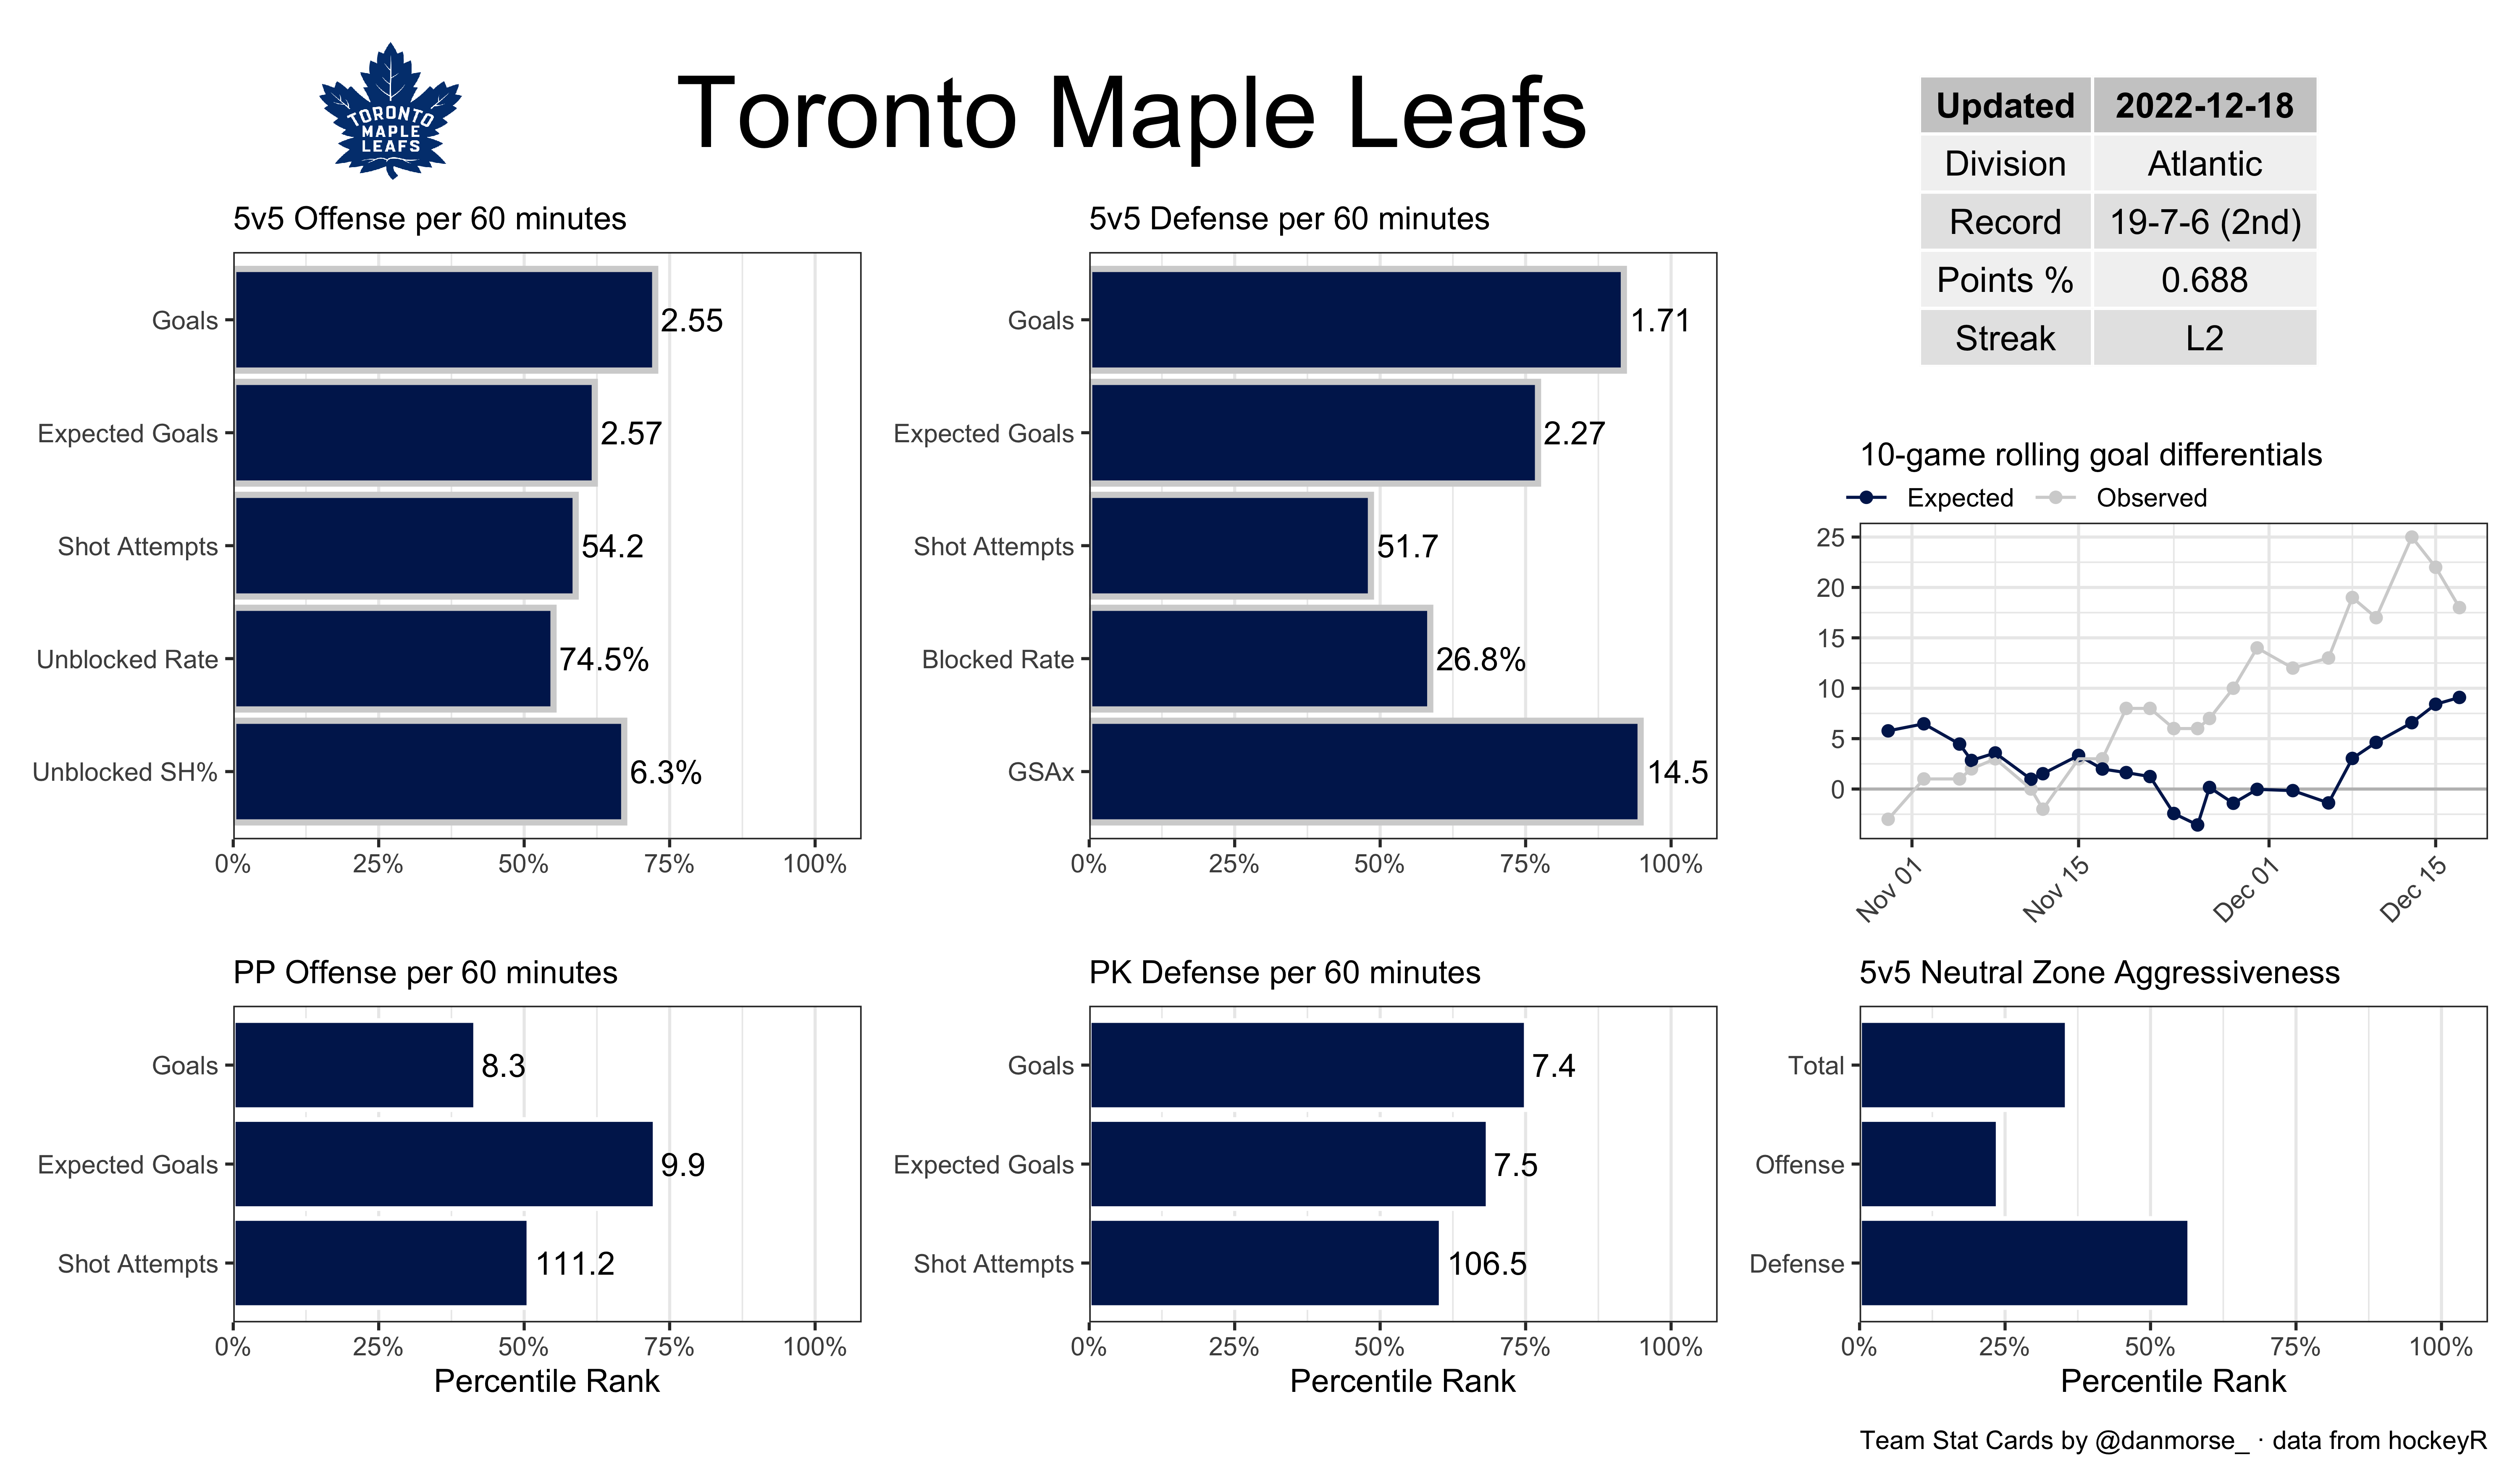 TORONTO
MAPLE
LEAFS
Toronto Maple Leafs
Updated 2022-12-18
Division Atlantic
Record 19-7-6 (2nd)
Points % 0.688
Streak L2
5v5 Offense per 60 minutes
Goals 2.55
Expected Goals 2.57
Shot Attempts 54.2
Unblocked Rate 74.5%
Unblocked SH% 6.3%
0% 25% 50% 75% 100%
5v5 Defense per 60 minutes
Goals 1.71
Expected Goals 2.27
Shot Attempts 51.7
Blocked Rate 26.8%
GSAx 14.5
0% 25% 50% 75% 100%
10-game rolling goal differentials
Expected Observed
25
20
15
10
5
0
Nov 01 Nov 15 Dec 01 Dec 15
PP Offense per 60 minutes
Goals 8.3
Expected Goals 9.9
Shot Attempts 111.2
0% 25% 50% 75% 100%
Percentile Rank
PK Defense per 60 minutes
Goals 7.4
Expected Goals 7.5
Shot Attempts 106.5
0% 25% 50% 75% 100%
Percentile Rank
5v5 Neutral Zone Aggressiveness
Total
Offense
Defense
0% 25% 50% 75% 100%
Percentile Rank
Team Stat Cards by @danmorse_ · data from hockeyR